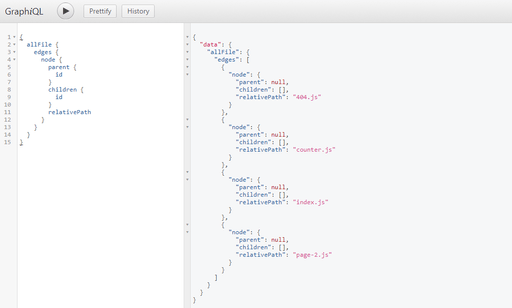 GraphiQL
Prettify
History
1 {
2 allFile {
3 edges {
4 node {
5 parent {
6 id
7 }
8 children {
9 id
10 }
11 relativePath
12 }
13 }
14 }
15 }
{
"data": {
"allFile": {
"edges": [
{
"node": {
"parent": null,
"children": [],
"relativePath": "404.js"
}
},
{
"node": {
"parent": null,
"children": [],
"relativePath": "counter.js"
}
},
{
"node": {
"parent": null,
"children": [],
"relativePath": "index.js"
}
},
{
"node": {
"parent": null,
"children": [],
"relativePath": "page-2.js"
}
}
]
}
}
}